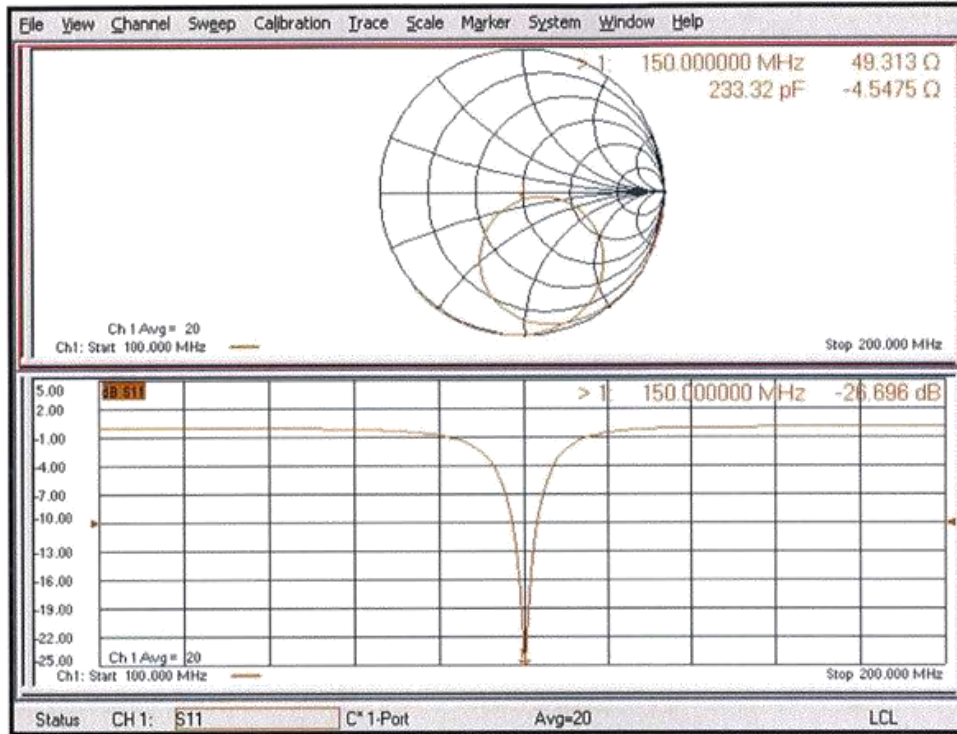 File View Channel Sweep Calibration Trace Scale Marker System Window Help
> 1: 150.000000 MHz 49.313 Ω
233.32 pF -4.5475 Ω
Ch 1 Avg = 20
Ch1: Start 100.000 MHz Stop 200.000 MHz
5.00 dB S11 > 1: 150.000000 MHz -26.696 dB
2.00
-1.00
-4.00
-7.00
-10.00
-13.00
-16.00
-19.00
-22.00
-25.00 Ch 1 Avg = 20
Ch1: Start 100.000 MHz Stop 200.000 MHz
Status CH 1: S11 C* 1-Port Avg=20 LCL